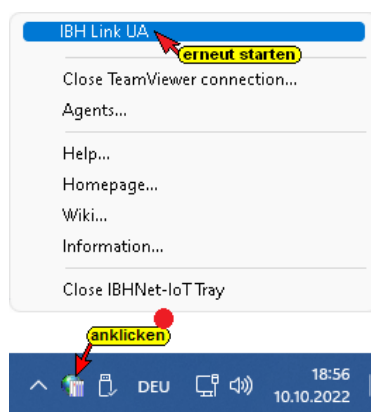 IBH Link UA
erneut starten
Close TeamViewer connection...
Agents...
Help...
Homepage...
Wiki...
Information...
Close IBHNet-IoT Tray
anklicken
DEU
18:56
10.10.2022